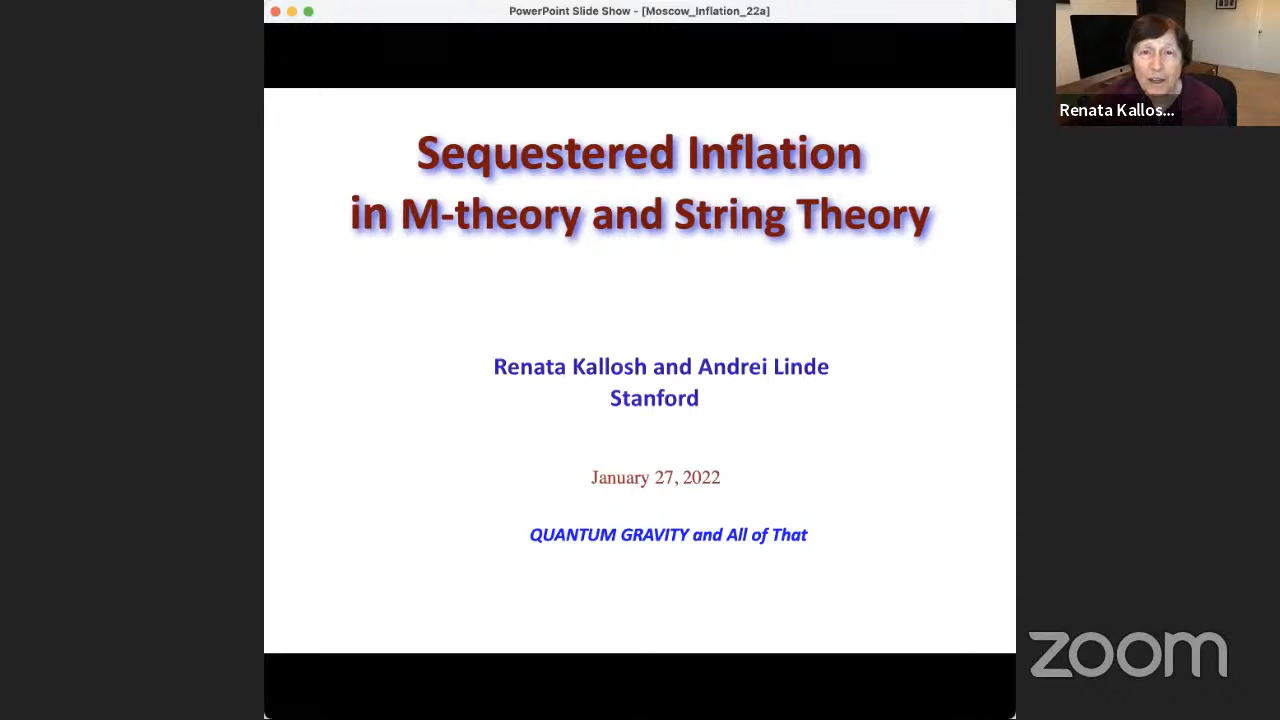 PowerPoint Slide Show - [Moscow_Inflation_22a]
Renata Kallos...
Sequestered Inflation
in M-theory and String Theory
Renata Kallosh and Andrei Linde
Stanford
January 27, 2022
QUANTUM GRAVITY and All of That
zoom